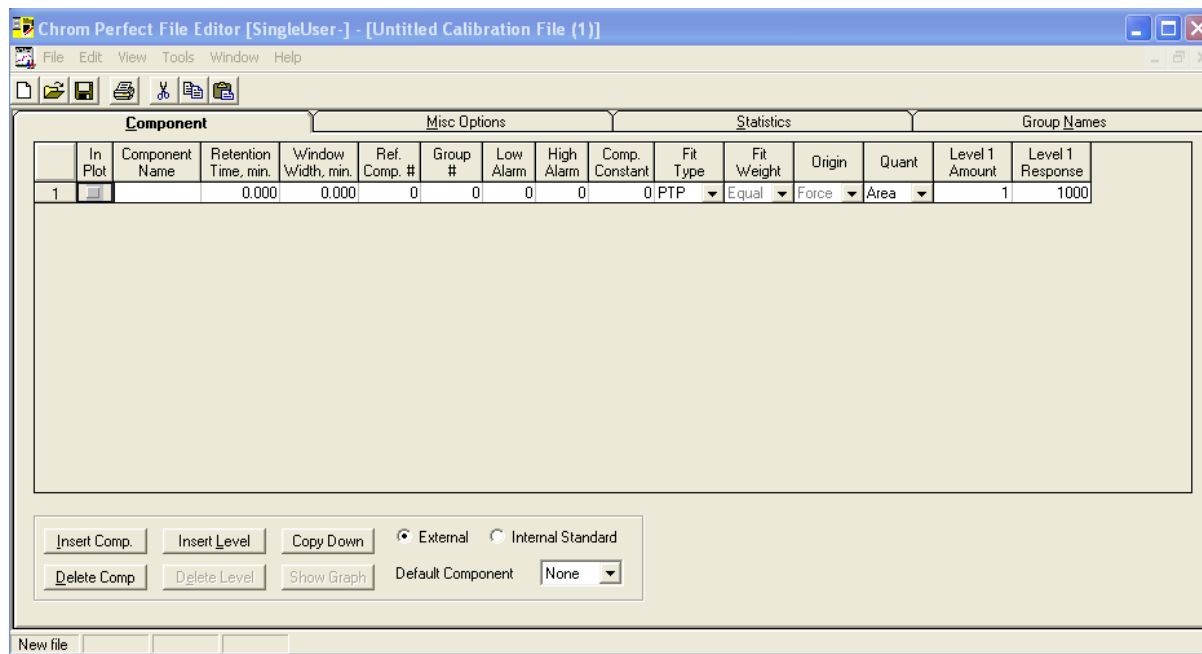 Chrom Perfect File Editor [SingleUser-] - [Untitled Calibration File (1)]
File Edit View Tools Window Help
Component Misc Options Statistics Group Names
In Plot Component Name Retention Time, min. Window Width, min. Ref. Comp. # Group # Low Alarm High Alarm Comp. Constant Fit Type Fit Weight Origin Quant Level 1 Amount Level 1 Response
1 0.000 0.000 0 0 0 0 0 PTP Equal Force Area 1 1000
Insert Comp. Insert Level Copy Down External Internal Standard
Delete Comp Delete Level Show Graph Default Component None
New file